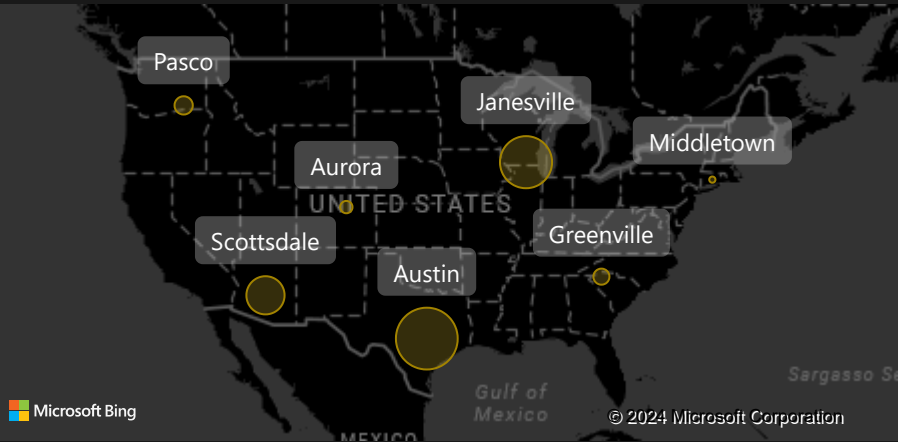 Pasco
Janesville
Middletown
Aurora
UNITED STATES
Scottsdale
Greenville
Austin
Sargasso Se
Gulf of
Mexico
Microsoft Bing
© 2024 Microsoft Corporation
MEXICO